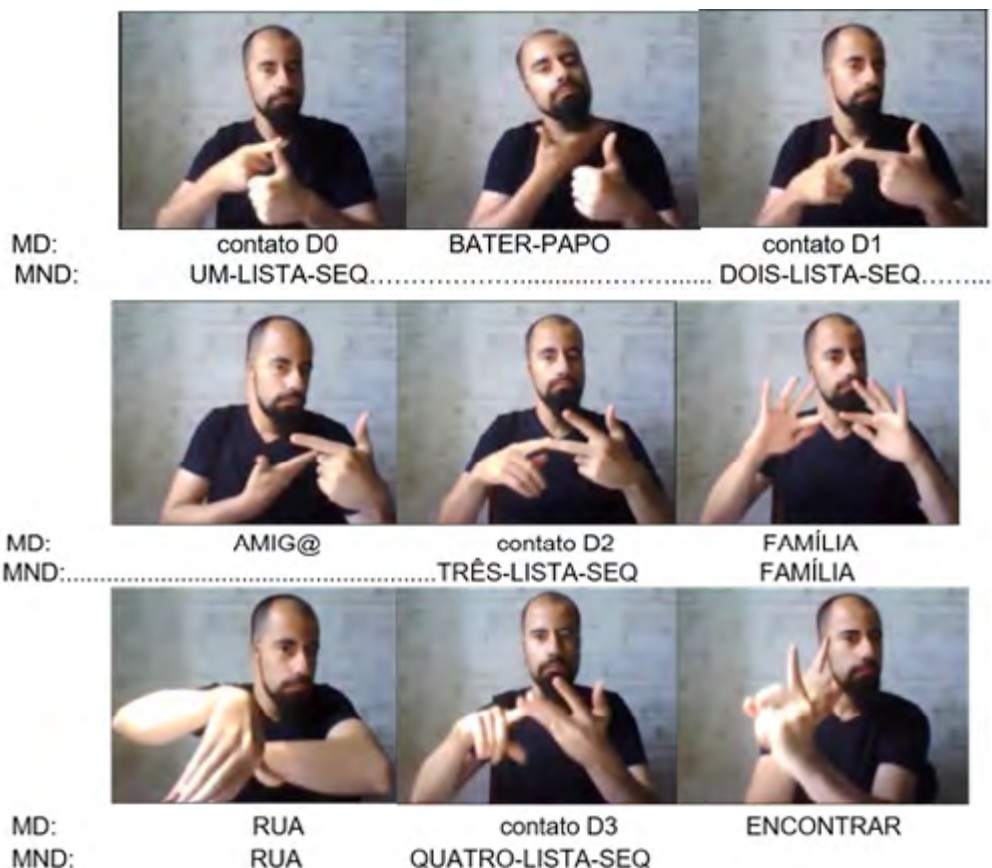 MD: contato D0 BATER-PAPO contato D1
MND: UM-LISTA-SEQ............................................ DOIS-LISTA-SEQ.........
MD: AMIG@ contato D2 FAMÍLIA
MND:..................................................TRÊS-LISTA-SEQ FAMÍLIA
MD: RUA contato D3 ENCONTRAR
MND: RUA QUATRO-LISTA-SEQ